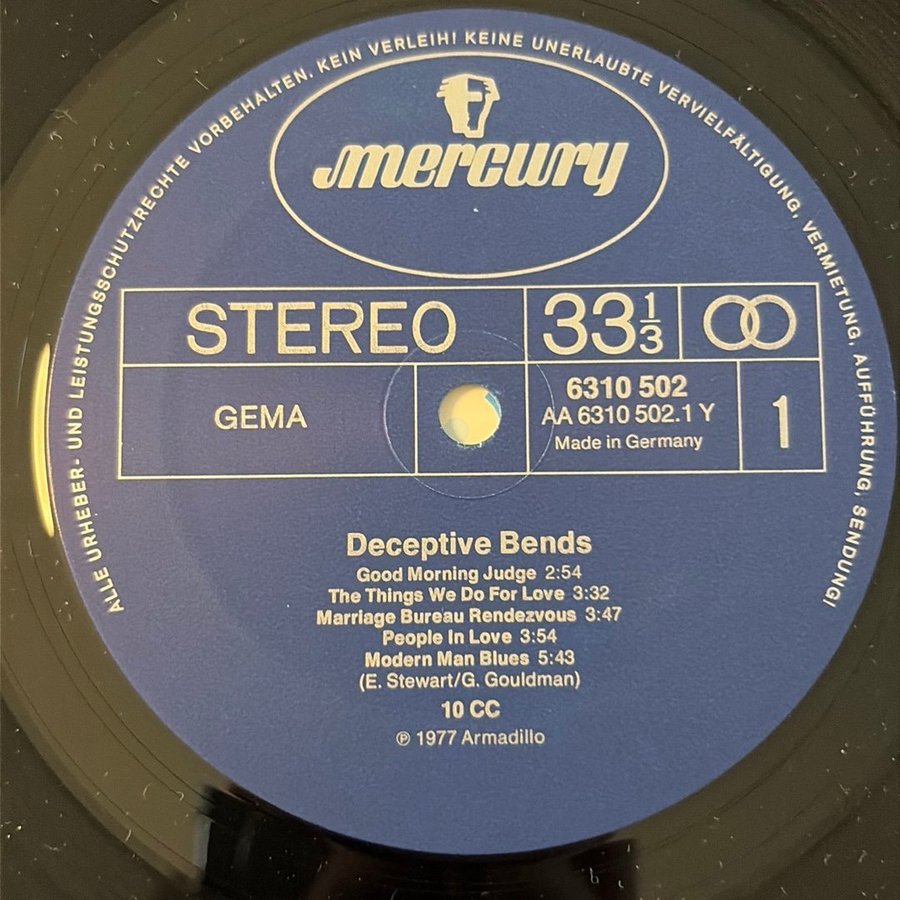 ALLE URHEBER- UND LEISTUNGSSCHUTZRECHTE VORBEHALTEN. KEIN VERLEIH! KEINE UNERLAUBTE VERVIELFÄLTIGUNG, VERMIETUNG, AUFFÜHRUNG, SENDUNG!
mercury
STEREO
33 1/3
GEMA
6310 502
AA 6310 502.1 Y
Made in Germany
1
Deceptive Bends
Good Morning Judge 2:54
The Things We Do For Love 3:32
Marriage Bureau Rendezvous 3:47
People In Love 3:54
Modern Man Blues 5:43
(E. Stewart/G. Gouldman)
10 CC
℗ 1977 Armadillo